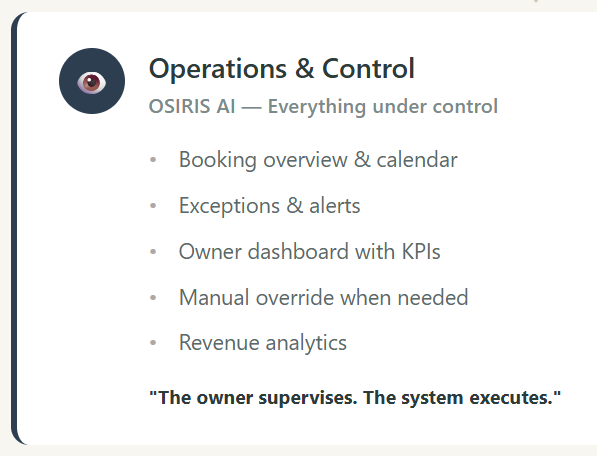 Operations & Control
OSIRIS AI — Everything under control
• Booking overview & calendar
• Exceptions & alerts
• Owner dashboard with KPIs
• Manual override when needed
• Revenue analytics
"The owner supervises. The system executes."